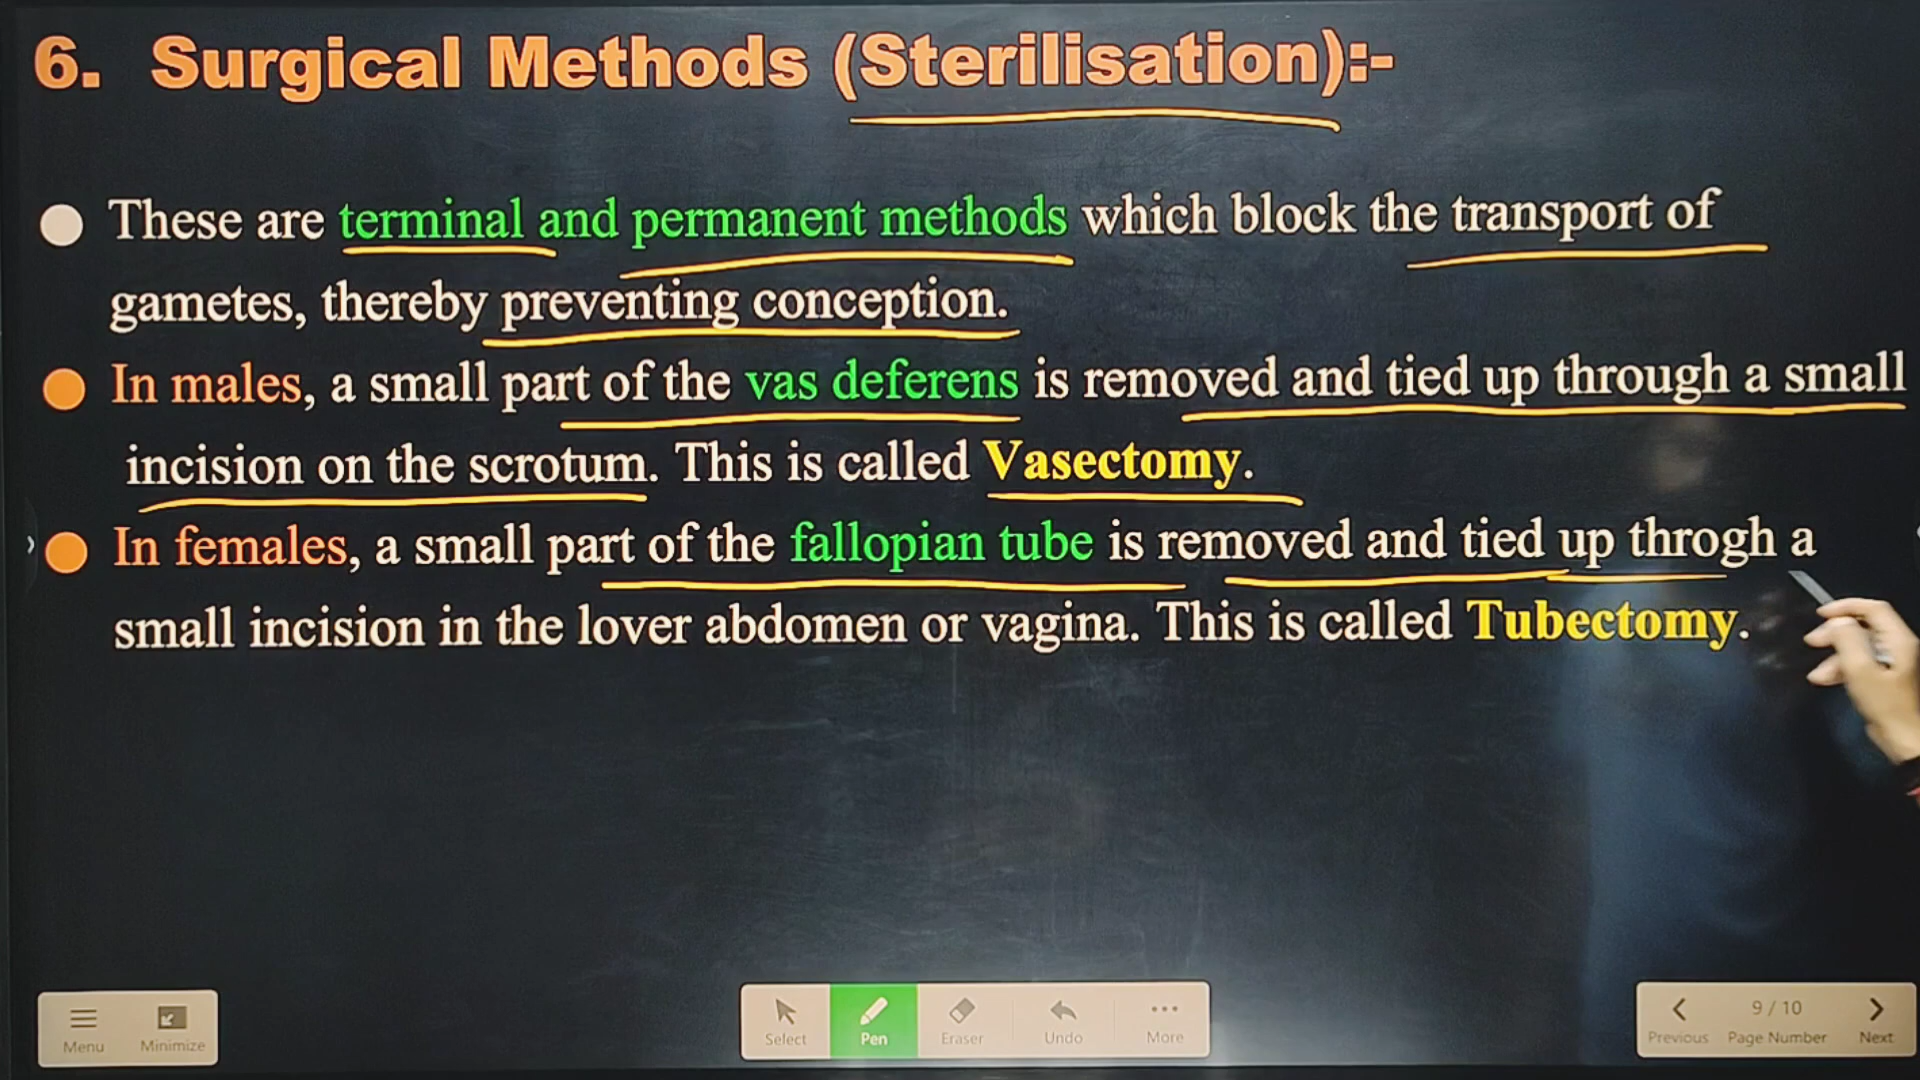 6. Surgical Methods (Sterilisation):-
These are terminal and permanent methods which block the transport of
gametes, thereby preventing conception.
In males, a small part of the vas deferens is removed and tied up through a small
incision on the scrotum. This is called Vasectomy.
In females, a small part of the fallopian tube is removed and tied up throgh a
small incision in the lover abdomen or vagina. This is called Tubectomy.
Menu Minimize Select Pen Eraser Undo More Previous 9 / 10 Page Number Next